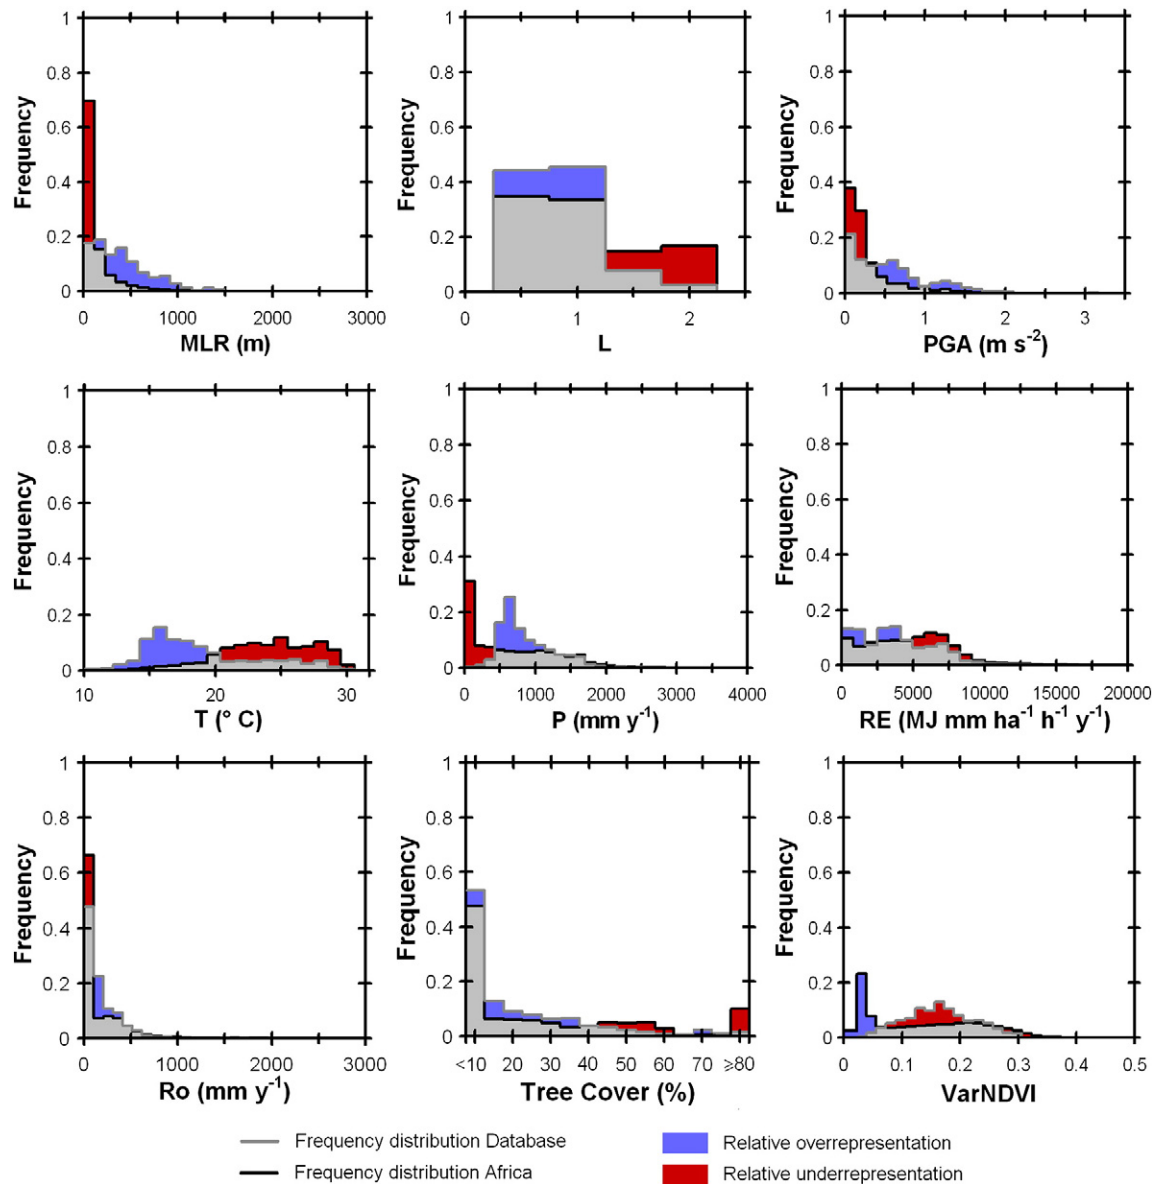 1
0.8
0.6
0.4
0.2
0
Frequency
0 1000 2000 3000
MLR (m)
1
0.8
0.6
0.4
0.2
0
Frequency
0 1 2
L
1
0.8
0.6
0.4
0.2
0
Frequency
0 1 2 3
PGA (m s⁻²)
1
0.8
0.6
0.4
0.2
0
Frequency
10 20 30
T (° C)
1
0.8
0.6
0.4
0.2
0
Frequency
0 1000 2000 3000 4000
P (mm y⁻¹)
1
0.8
0.6
0.4
0.2
0
Frequency
0 5000 10000 15000 20000
RE (MJ mm ha⁻¹ h⁻¹ y⁻¹)
1
0.8
0.6
0.4
0.2
0
Frequency
0 1000 2000 3000
Ro (mm y⁻¹)
1
0.8
0.6
0.4
0.2
0
Frequency
<10 20 30 40 50 60 70 ≥80
Tree Cover (%)
1
0.8
0.6
0.4
0.2
0
Frequency
0 0.1 0.2 0.3 0.4 0.5
VarNDVI
Frequency distribution Database
Frequency distribution Africa
Relative overrepresentation
Relative underrepresentation